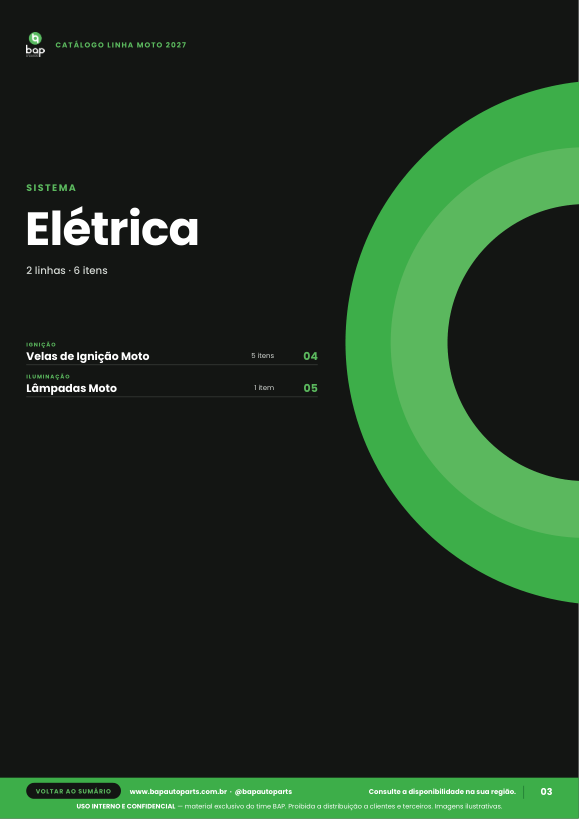 bap
CATÁLOGO LINHA MOTO 2027
SISTEMA
Elétrica
2 linhas · 6 itens
IGNIÇÃO
Velas de Ignição Moto 5 itens 04
ILUMINAÇÃO
Lâmpadas Moto 1 item 05
VOLTAR AO SUMÁRIO www.bapautoparts.com.br · @bapautoparts Consulte a disponibilidade na sua região. 03
USO INTERNO E CONFIDENCIAL — material exclusivo do time BAP. Proibida a distribuição a clientes e terceiros. Imagens ilustrativas.